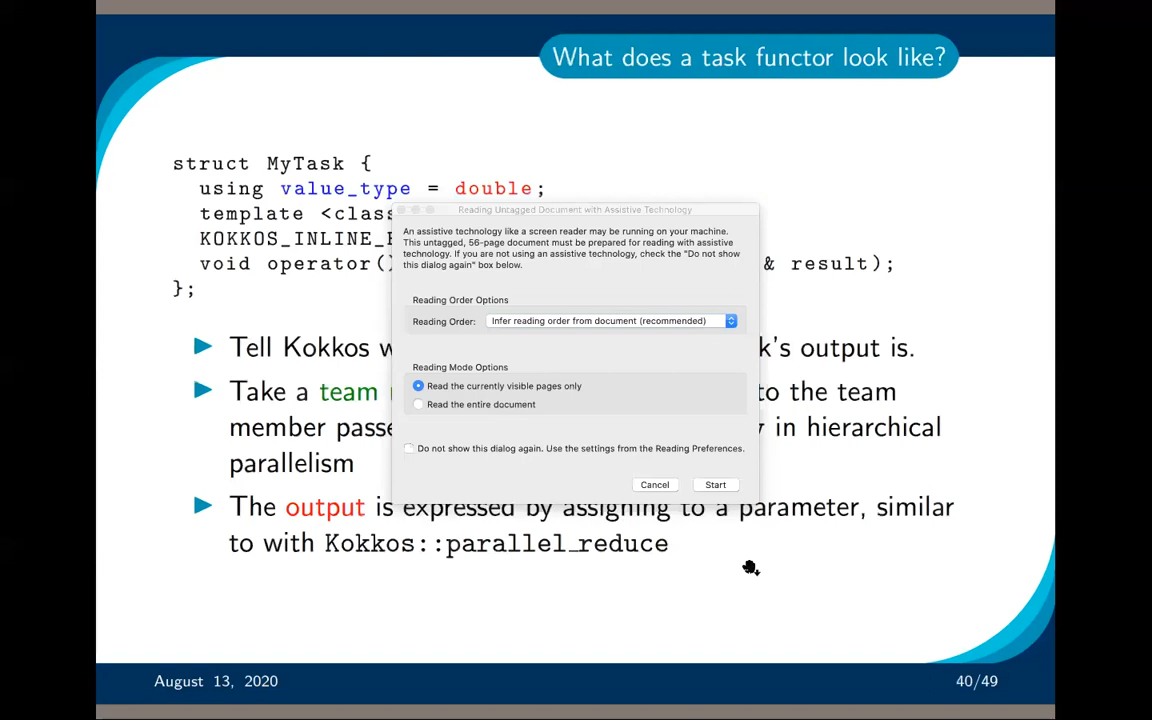 What does a task functor look like?
struct MyTask {
using value_type = double;
template <clas
KOKKOS_INLINE_
void operator() & result);
};
Reading Untagged Document with Assistive Technology
An assistive technology like a screen reader may be running on your machine.
This untagged, 56-page document must be prepared for reading with assistive
technology. If you are not using an assistive technology, check the "Do not show
this dialog again" box below.
Reading Order Options
Reading Order: Infer reading order from document (recommended)
Reading Mode Options
Read the currently visible pages only
Read the entire document
Do not show this dialog again. Use the settings from the Reading Preferences.
Cancel Start
Tell Kokkos w k's output is.
Take a team to the team
member passe y in hierarchical
parallelism
The output is expressed by assigning to a parameter, similar
to with Kokkos::parallel_reduce
August 13, 2020 40/49